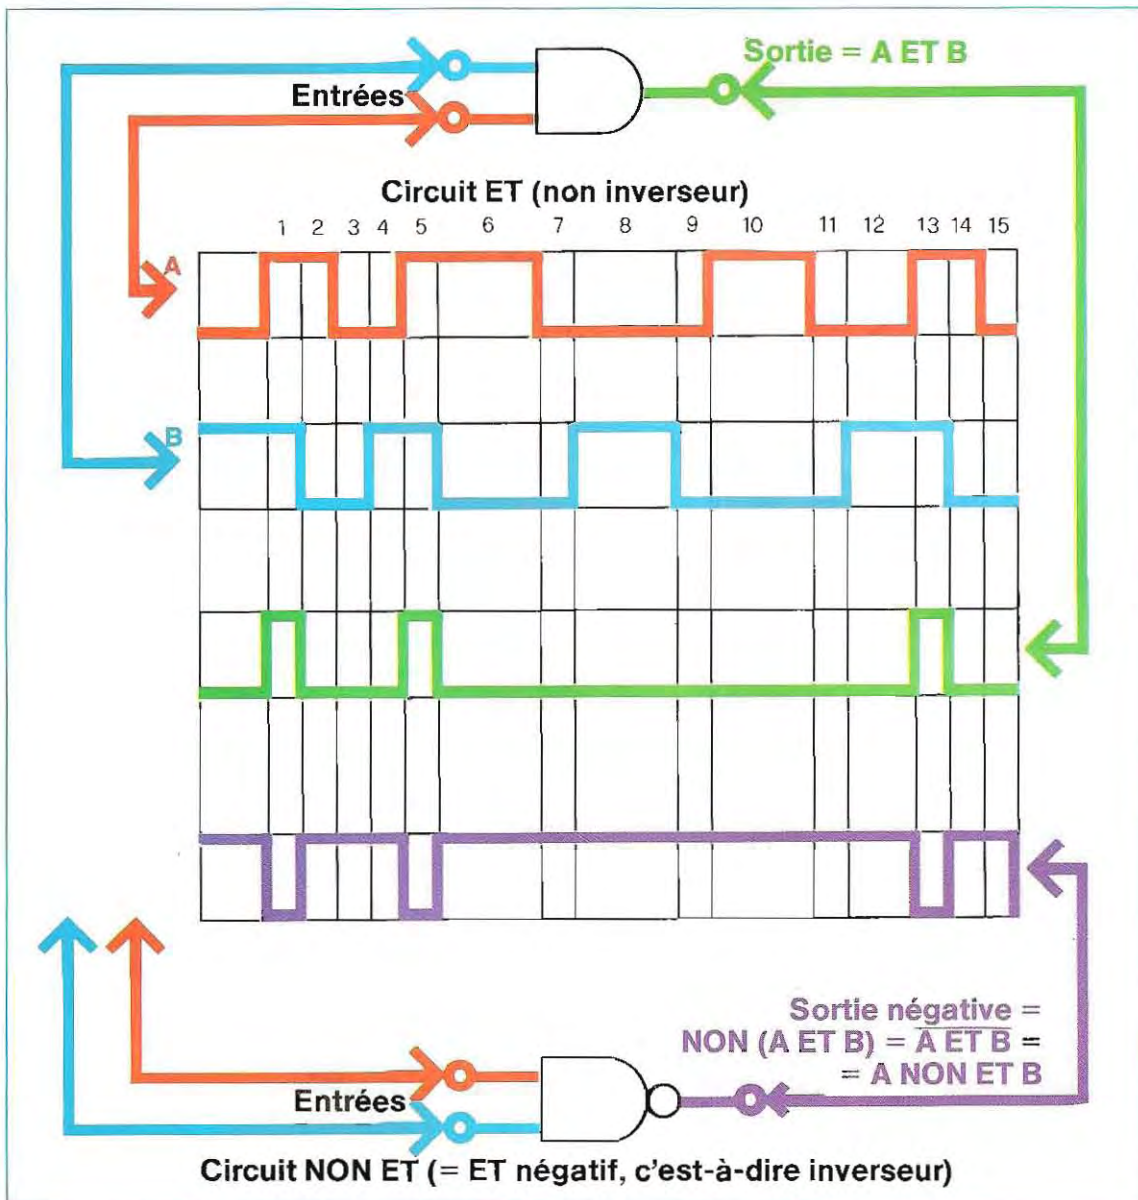 Sortie = A ET B
Entrées
Circuit ET (non inverseur)
1 2 3 4 5 6 7 8 9 10 11 12 13 14 15
A
B
Sortie négative =
NON (A ET B) = A ET B =
= A NON ET B
Entrées
Circuit NON ET (= ET négatif, c'est-à-dire inverseur)